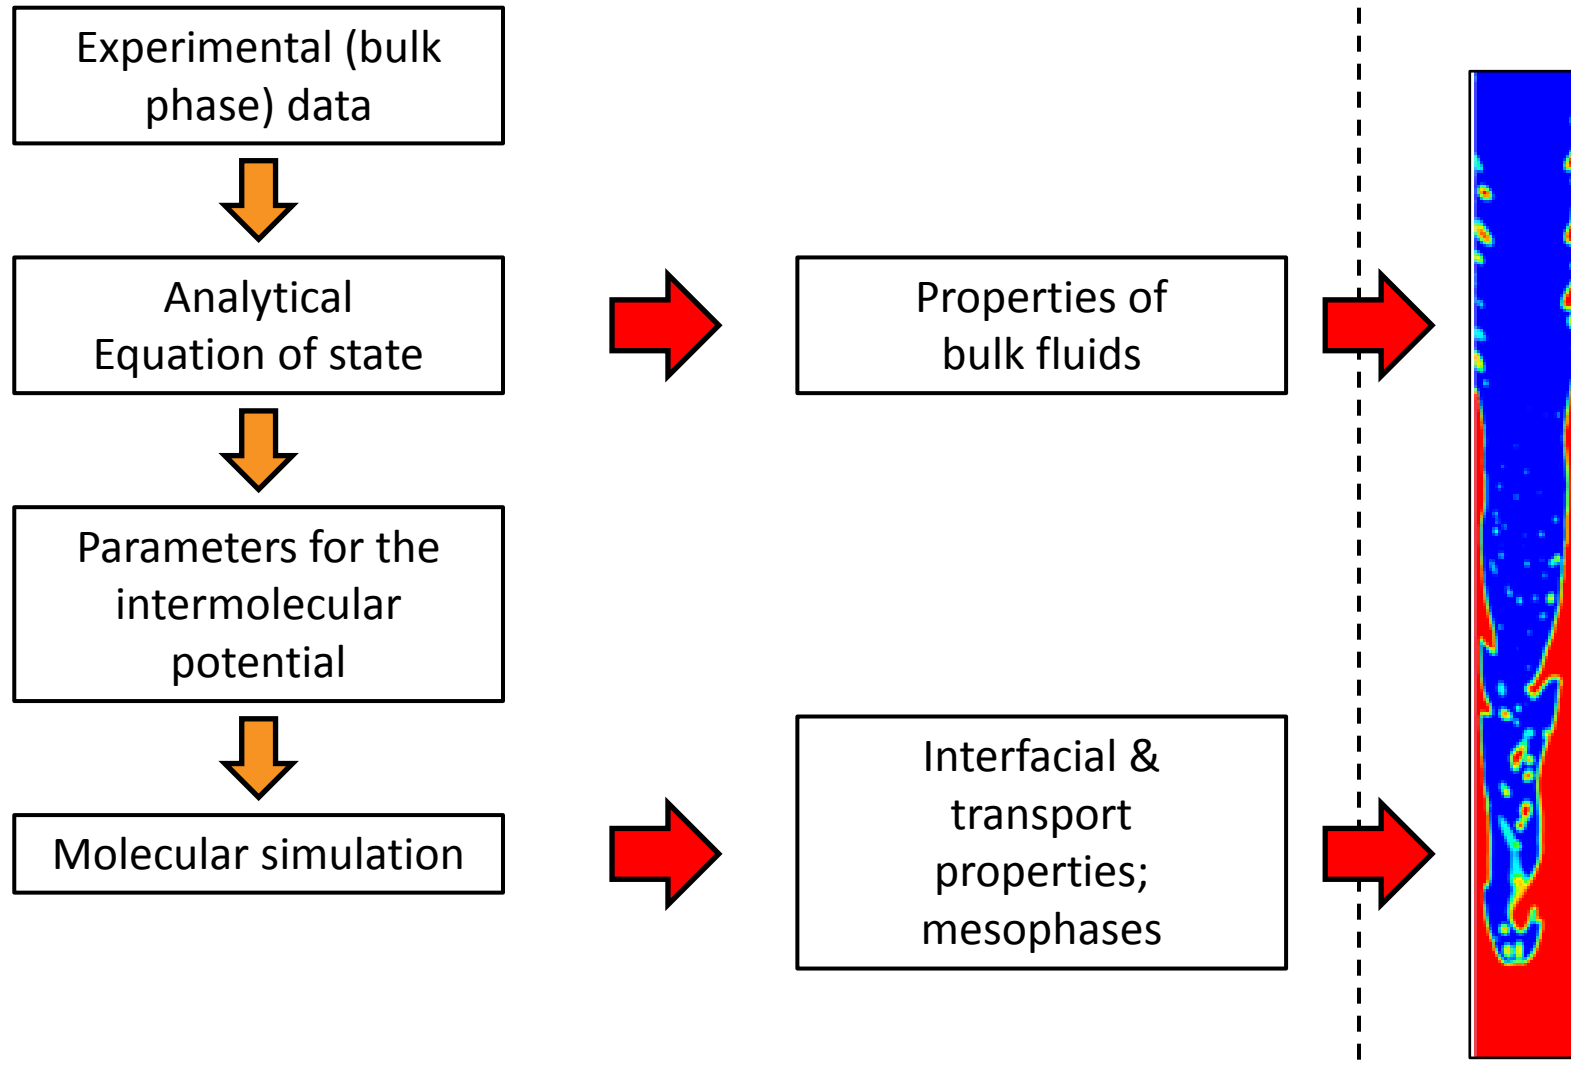 Experimental (bulk
phase) data
Analytical
Equation of state
Properties of
bulk fluids
Parameters for the
intermolecular
potential
Molecular simulation
Interfacial &
transport
properties;
mesophases